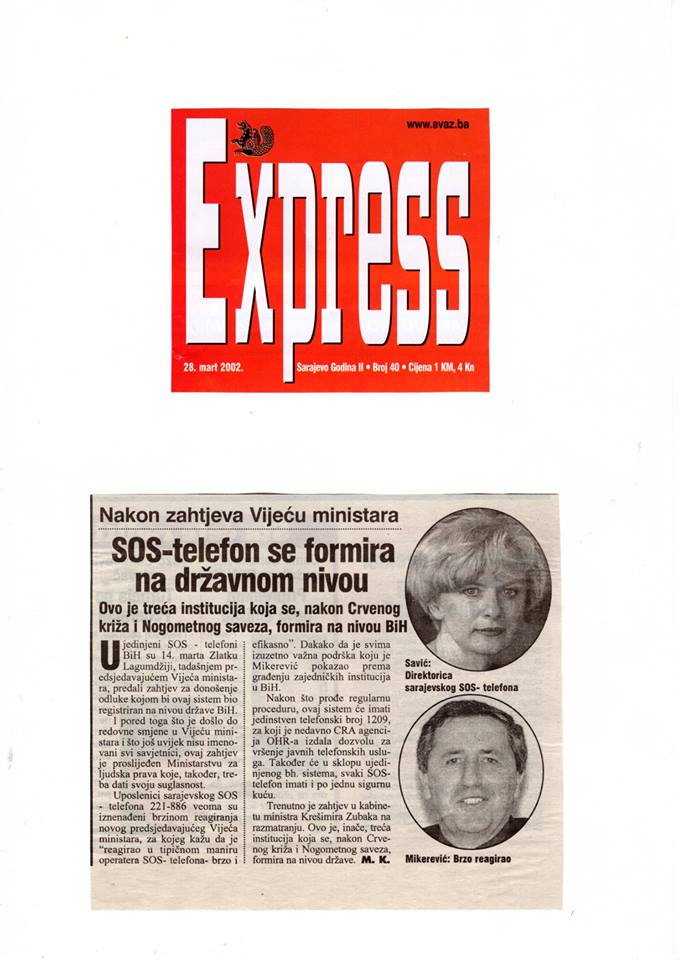 www.avaz.ba
Express
28. mart 2002.
Sarajevo Godina II • Broj 40 • Cijena 1 KM, 4 Kn
Nakon zahtjeva Vijeću ministara
SOS-telefon se formira
na državnom nivou
Ovo je treća institucija koja se, nakon Crvenog
križa i Nogometnog saveza, formira na nivou BiH
Ujedinjeni SOS - telefoni
BiH su 14. marta Zlatku
Lagumdžiji, tadašnjem pr-
edsjedavajućem Vijeća minista-
ra, predali zahtjev za donošenje
odluke kojom bi ovaj sistem bio
registriran na nivou države BiH.
I pored toga što je došlo do
redovne smjene u Vijeću mini-
stara i što još uvijek nisu imeno-
vani svi savjetnici, ovaj zahtjev
je proslijeđen Ministarstvu za
ljudska prava koje, također, tre-
ba dati svoju suglasnost.
Uposlenici sarajevskog SOS
- telefona 221-886 veoma su
iznenađeni brzinom reagiranja
novog predsjedavajućeg Vijeća
ministara, za kojeg kažu da je
“reagirao u tipičnom maniru
operatera SOS- telefona- brzo i
efikasno”. Dakako da je svima
izuzetno važna podrška koju je
Mikerević pokazao prema
građenju zajedničkih institucija
u BiH.
Nakon što prođe regularnu
proceduru, ovaj sistem će imati
jedinstven telefonski broj 1209,
za koji je nedavno CRA agenci-
ja OHR-a izdala dozvolu za
vršenje javnih telefonskih uslu-
ga. Također će u sklopu ujedi-
njenog bh. sistema, svaki SOS-
telefon imati i po jednu sigurnu
kuću.
Trenutno je zahtjev u kabine-
tu ministra Krešimira Zubaka na
razmatranju. Ovo je, inače, treća
institucija koja se, nakon Crve-
nog križa i Nogometnog saveza,
formira na nivou države. M. K.
Savić:
Direktorica
sarajevskog SOS- telefona
Mikerević: Brzo reagirao